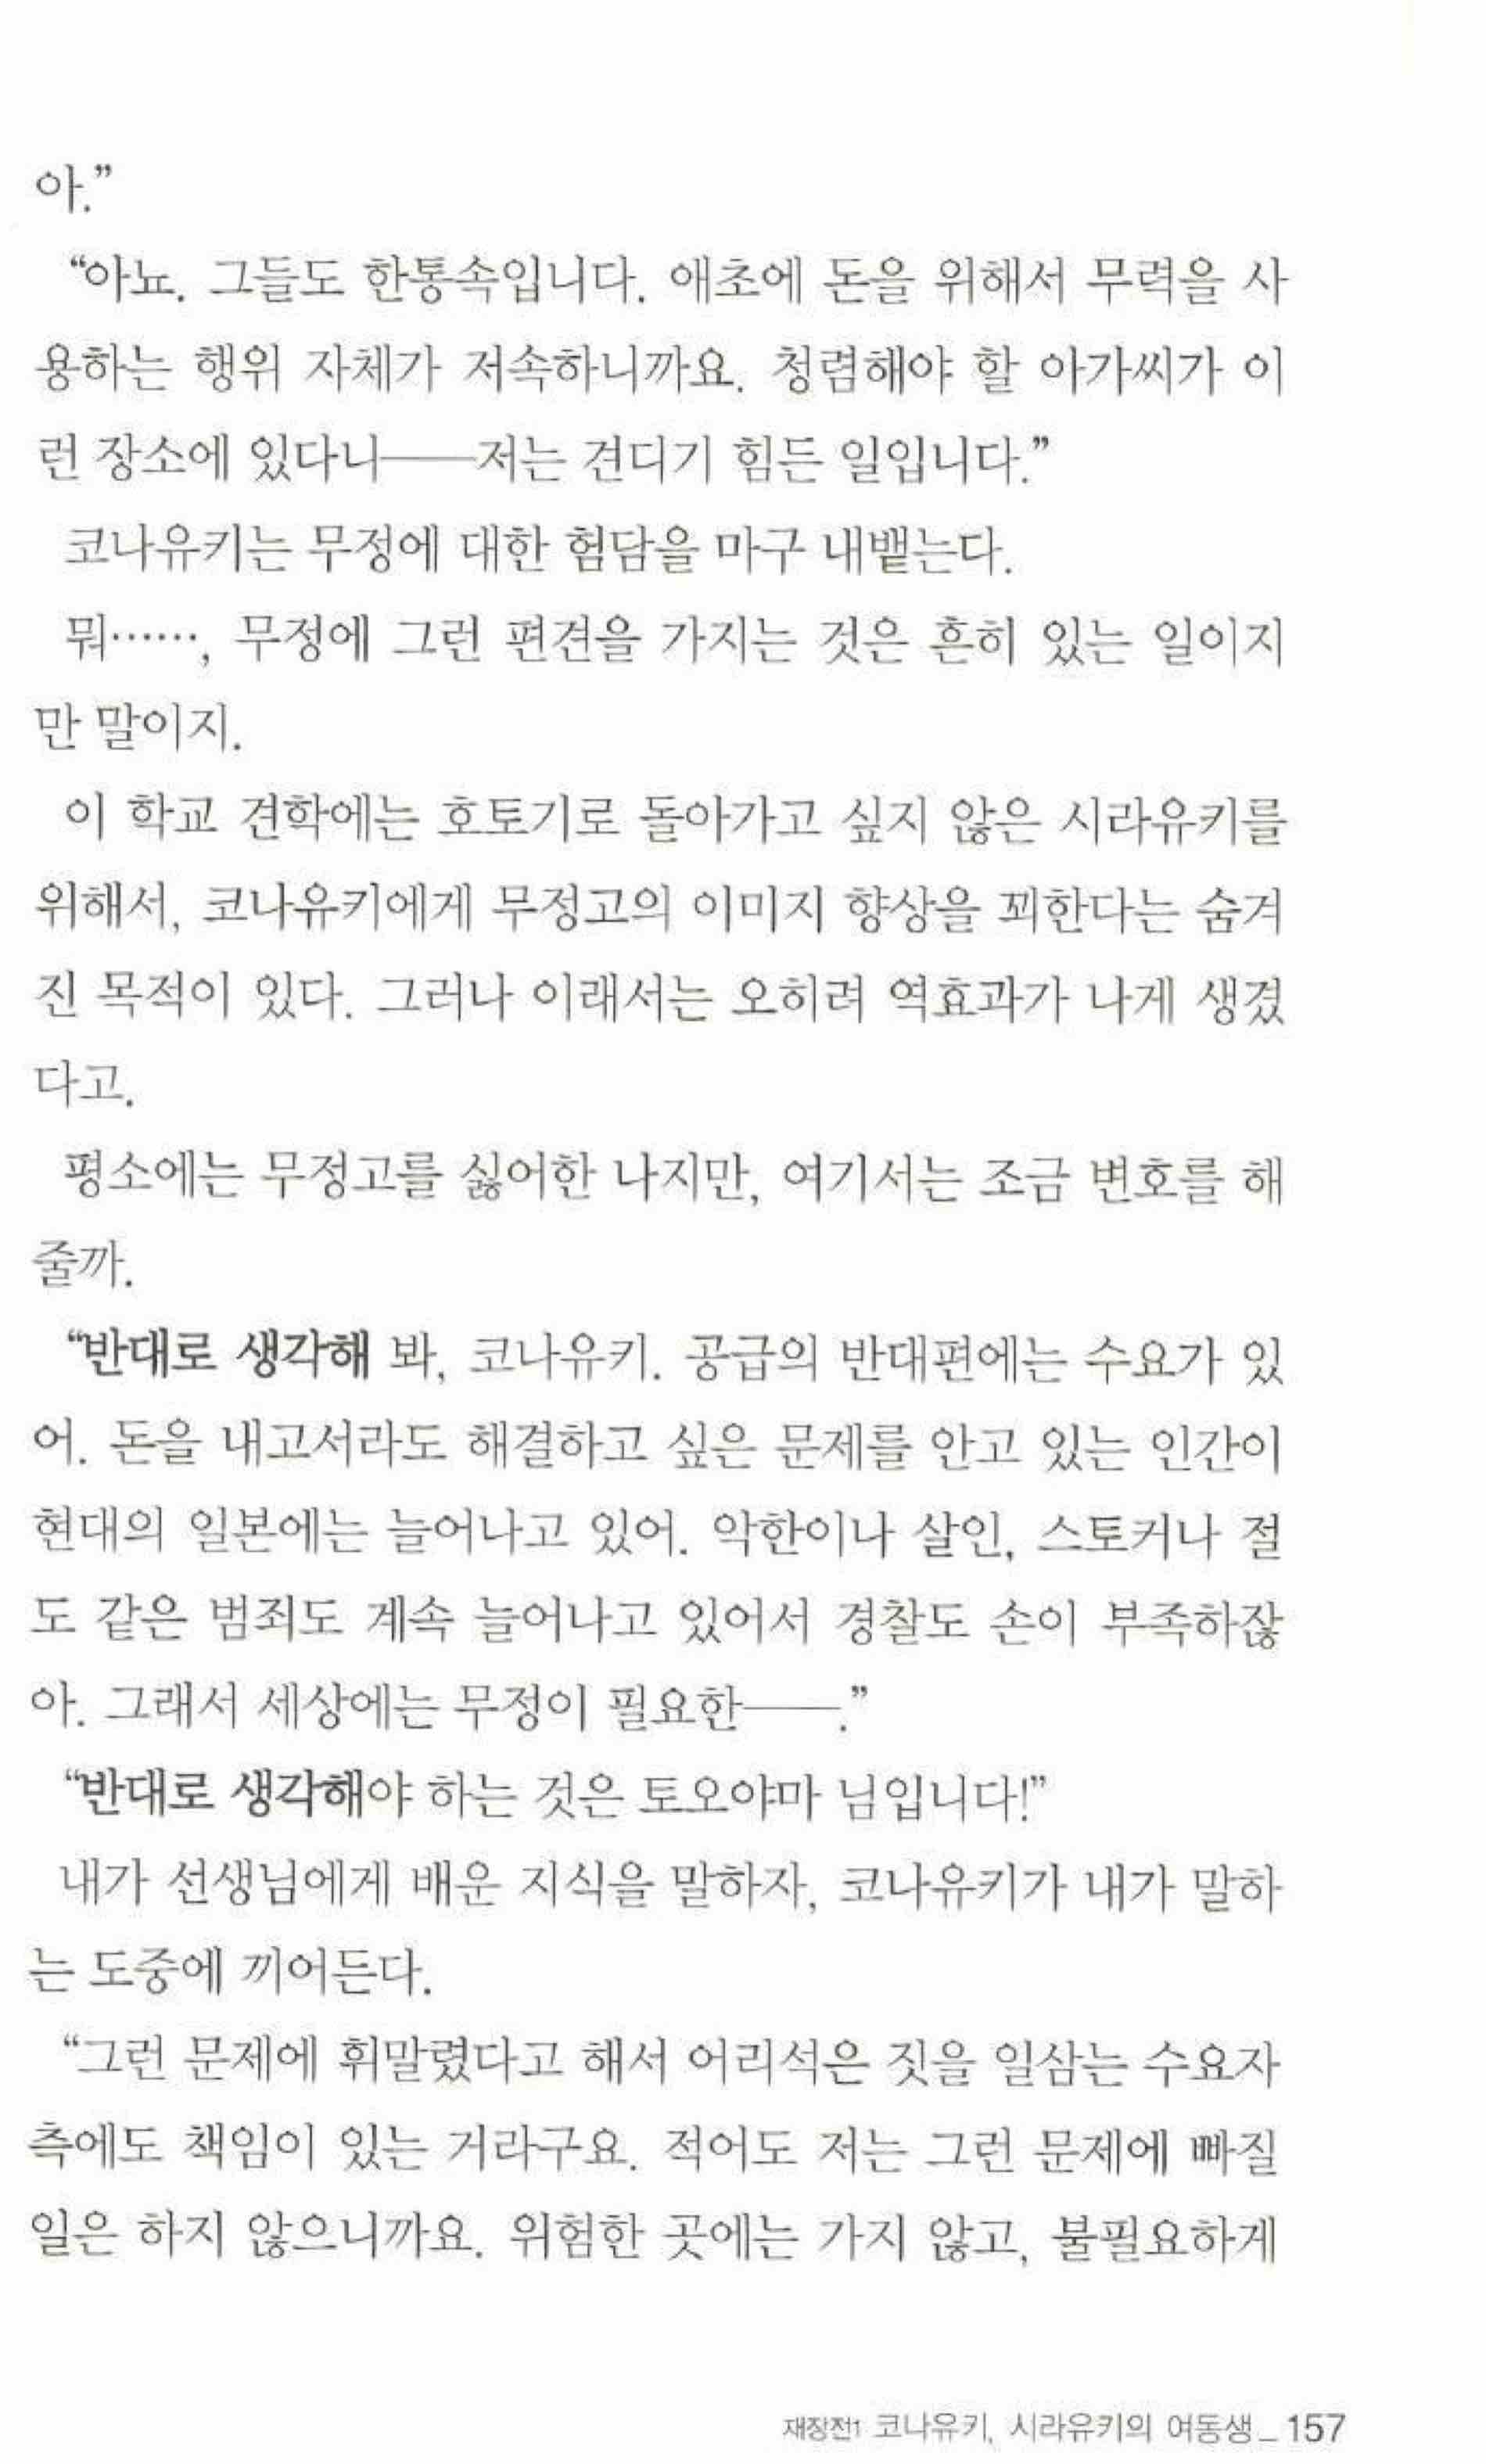 아.”
“아뇨. 그들도 한통속입니다. 애초에 돈을 위해서 무력을 사
용하는 행위 자체가 저속하니까요. 청렴해야 할 아가씨가 이
런 장소에 있다니──저는 견디기 힘든 일입니다.”
코나유키는 무정에 대한 험담을 마구 내뱉는다.
뭐……, 무정에 그런 편견을 가지는 것은 흔히 있는 일이지
만 말이지.
이 학교 견학에는 호토기로 돌아가고 싶지 않은 시라유키를
위해서, 코나유키에게 무정고의 이미지 향상을 꾀한다는 숨겨
진 목적이 있다. 그러나 이래서는 오히려 역효과가 나게 생겼
다고.
평소에는 무정고를 싫어한 나지만, 여기서는 조금 변호를 해
줄까.
“반대로 생각해 봐, 코나유키. 공급의 반대편에는 수요가 있
어. 돈을 내고서라도 해결하고 싶은 문제를 안고 있는 인간이
현대의 일본에는 늘어나고 있어. 악한이나 살인, 스토커나 절
도 같은 범죄도 계속 늘어나고 있어서 경찰도 손이 부족하잖
아. 그래서 세상에는 무정이 필요한──.”
“반대로 생각해야 하는 것은 토오야마 님입니다!”
내가 선생님에게 배운 지식을 말하자, 코나유키가 내가 말하
는 도중에 끼어든다.
“그런 문제에 휘말렸다고 해서 어리석은 짓을 일삼는 수요자
측에도 책임이 있는 거라구요. 적어도 저는 그런 문제에 빠질
일은 하지 않으니까요. 위험한 곳에는 가지 않고, 불필요하게
재장전1 코나유키, 시라유키의 여동생_157